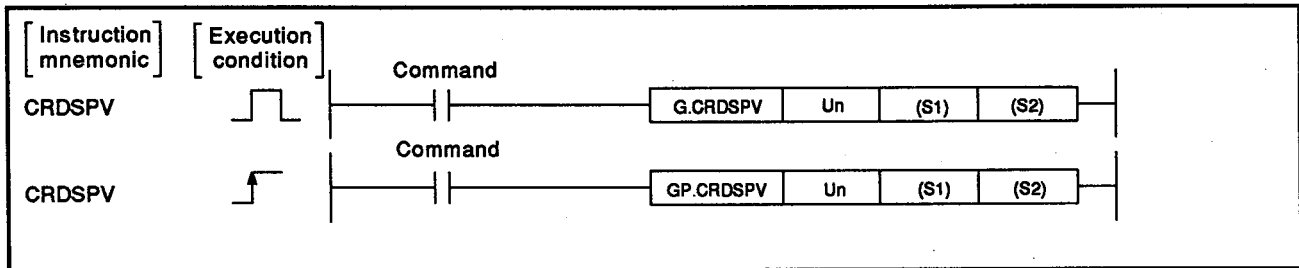 [Instruction mnemonic] [Execution condition]
Command
CRDSPV G.CRDSPV Un (S1) (S2)
Command
CRDSPV GP.CRDSPV Un (S1) (S2)